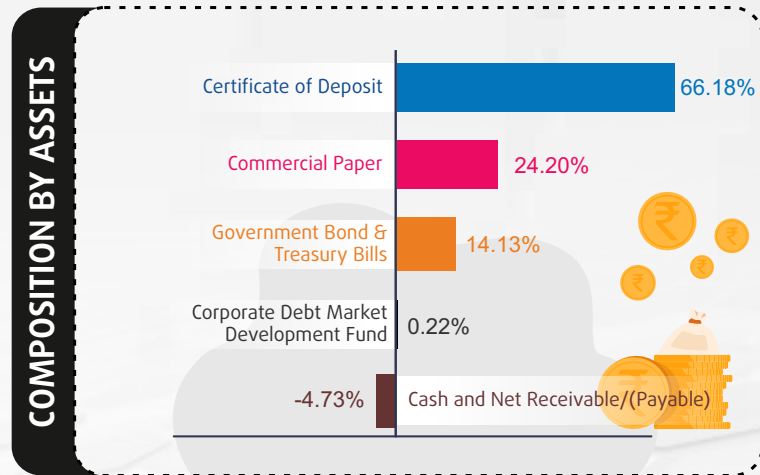 COMPOSITION BY ASSETS
Certificate of Deposit
66.18%
Commercial Paper
24.20%
Government Bond &
Treasury Bills
14.13%
Corporate Debt Market
Development Fund
0.22%
-4.73%
Cash and Net Receivable/(Payable)
₹
₹
₹
₹
₹